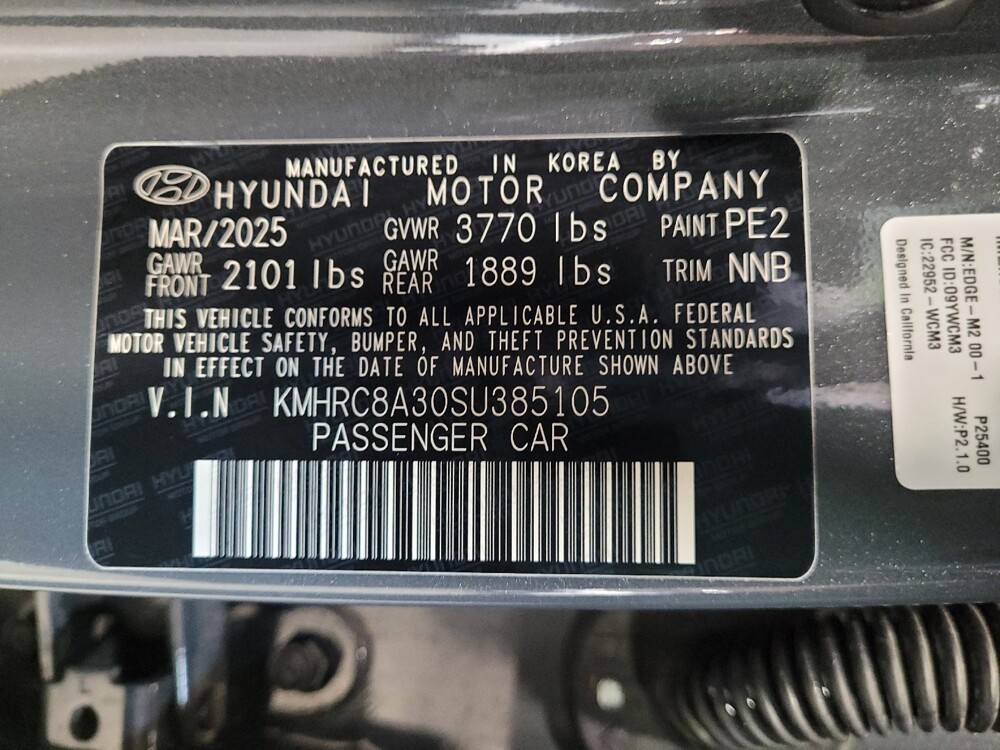 MANUFACTURED IN KOREA BY
HYUNDAI MOTOR COMPANY
MAR/2025 GVWR 3770 lbs PAINT PE2
GAWR FRONT 2101 lbs GAWR REAR 1889 lbs TRIM NNB
THIS VEHICLE CONFORMS TO ALL APPLICABLE U.S.A. FEDERAL
MOTOR VEHICLE SAFETY, BUMPER, AND THEFT PREVENTION STANDARDS
IN EFFECT ON THE DATE OF MANUFACTURE SHOWN ABOVE
V.I.N KMHRC8A30SU385105
PASSENGER CAR
M/N:EDGE-M2 00-1 P25400
FCC ID:09YWCM3 H/W:P2.1.0
IC:22952-WCM3
Designed in California